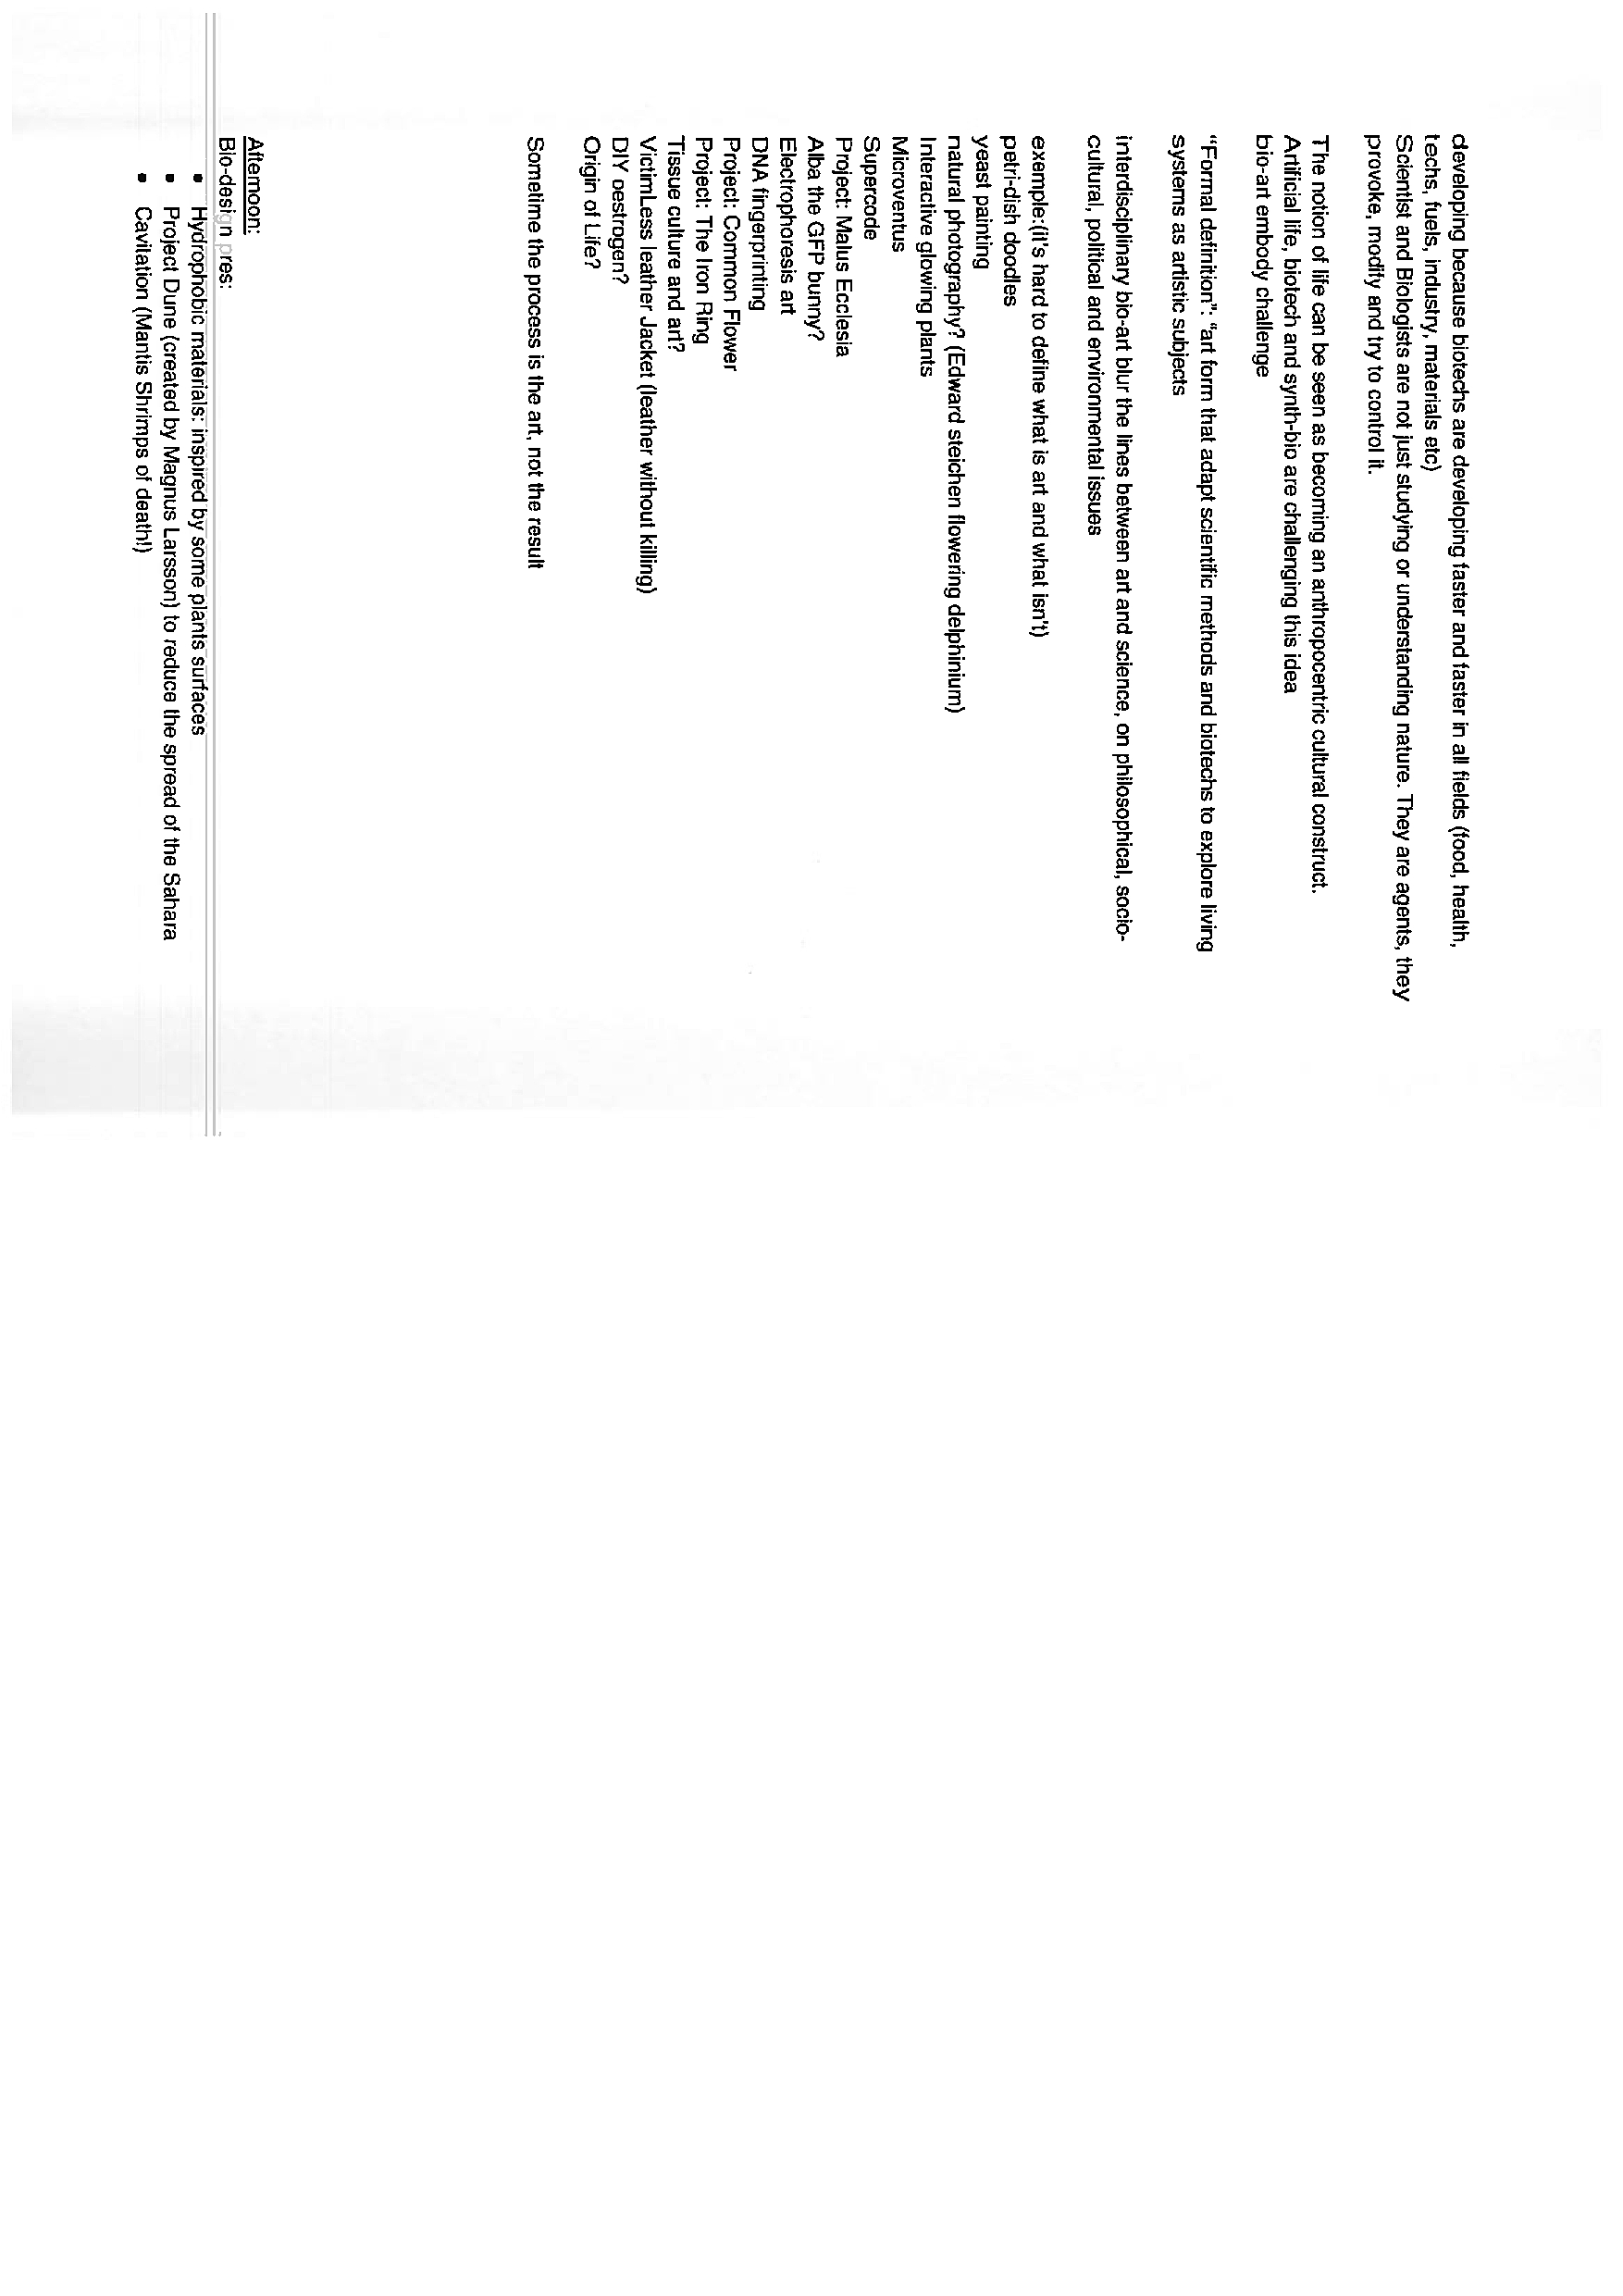 developing because biotechs are developing faster and faster in all fields (food, health,
techs, fuels, industry, materials etc)
Scientist and Biologists are not just studying or understanding nature. They are agents, they
provoke, modify and try to control it.
The notion of life can be seen as becoming an anthropocentric cultural construct.
Artificial life, biotech and synth-bio are challenging this idea
bio-art embody challenge
“Formal definition”: “art form that adapt scientific methods and biotechs to explore living
systems as artistic subjects
interdisciplinary bio-art blur the lines between art and science, on philosophical, socio-
cultural, political and environmental issues
exemple:(it's hard to define what is art and what isn't)
petri-dish doodles
yeast painting
natural photography? (Edward steichen flowering delphinium)
Interactive glowing plants
Microventus
Supercode
Project: Malus Ecclesia
Alba the GFP bunny?
Electrophoresis art
DNA fingerprinting
Project: Common Flower
Project: The Iron Ring
Tissue culture and art?
VictimLess leather Jacket (leather without killing)
DIY oestrogen?
Origin of Life?
Sometime the process is the art, not the result
Afternoon:
Bio-design pres:
• Hydrophobic materials: inspired by some plants surfaces
• Project Dune (created by Magnus Larsson) to reduce the spread of the Sahara
• Cavitation (Mantis Shrimps of death!)